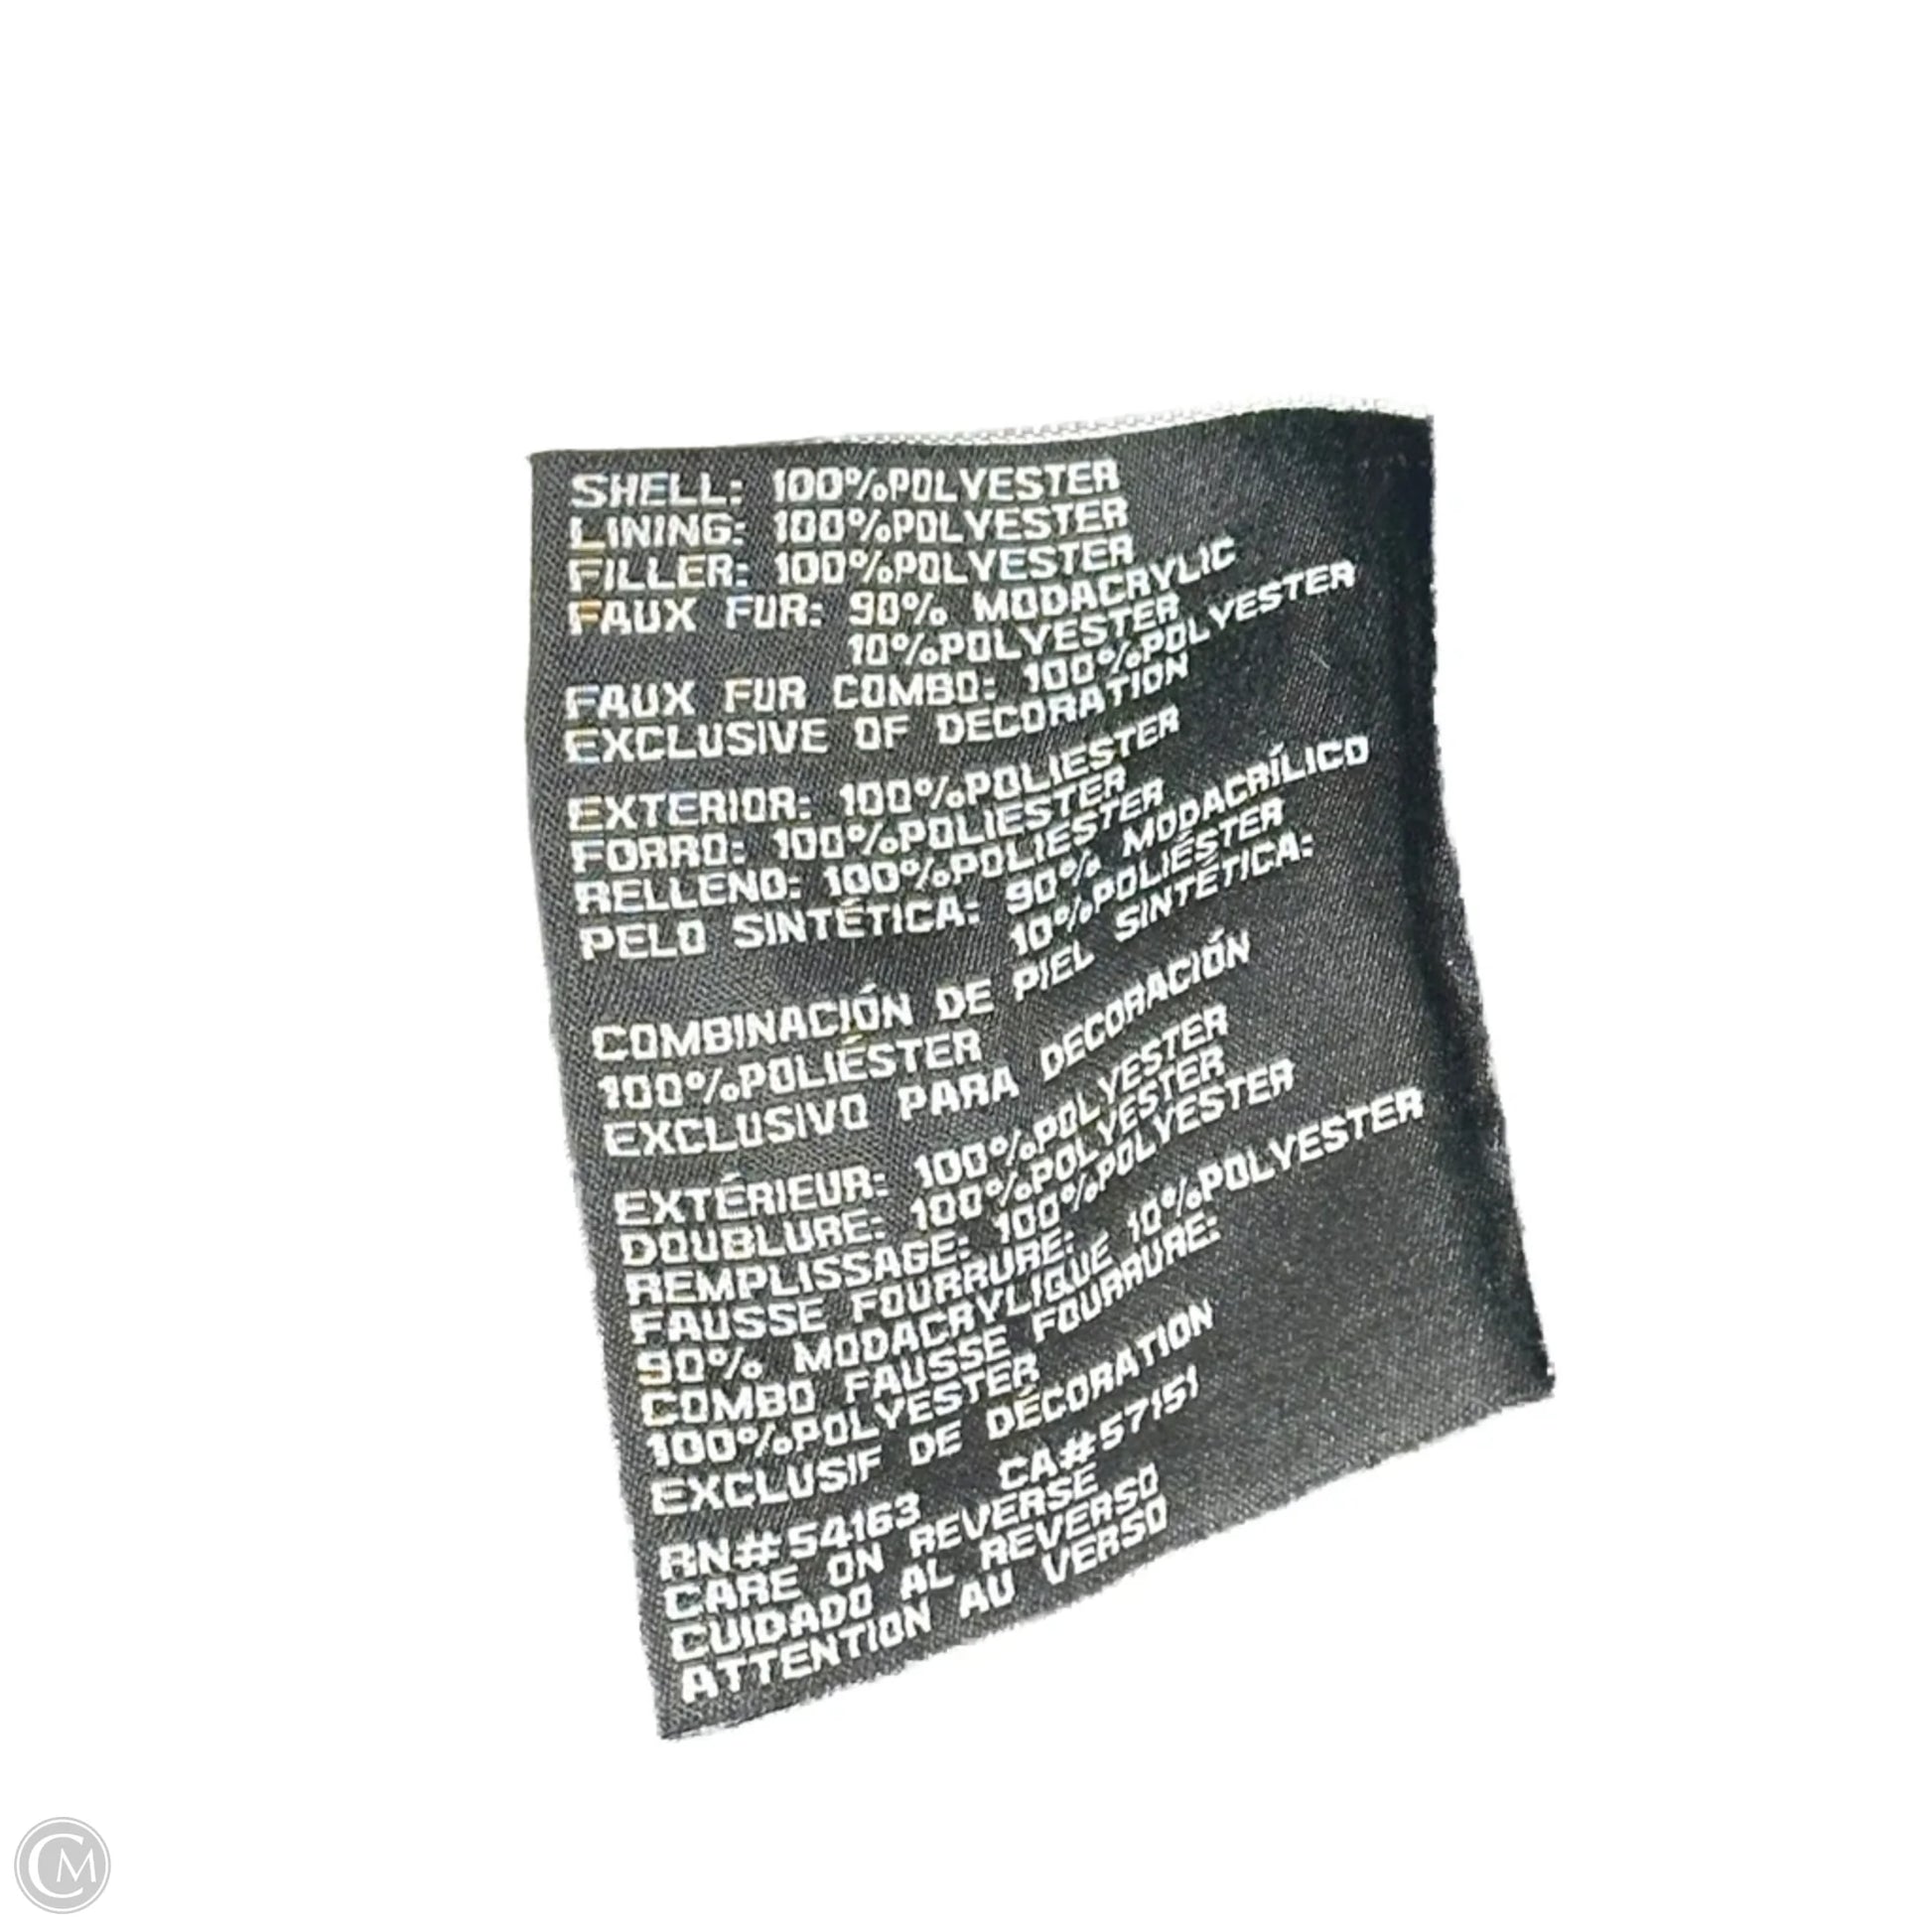 SHELL: 100%POLYESTER
LINING: 100%POLYESTER
FILLER: 100%POLYESTER
FAUX FUR: 90% MODACRYLIC
10%POLYESTER
FAUX FUR COMBO: 100%POLYESTER
EXCLUSIVE OF DECORATION
EXTERIOR: 100%POLIESTER
FORRO: 100%POLIESTER
RELLENO: 100%POLIESTER
PELO SINTÉTICA: 90% MODACRÍLICO
10%POLIÉSTER
COMBINACIÓN DE PIEL SINTÉTICA:
100%POLIÉSTER
EXCLUSIVO PARA DECORACIÓN
EXTÉRIEUR: 100%POLYESTER
DOUBLURE: 100%POLYESTER
REMPLISSAGE: 100%POLYESTER
FAUSSE FOURRURE:
90% MODACRYLIQUE 10%POLYESTER
COMBO FAUSSE FOURRURE:
100%POLYESTER
EXCLUSIF DE DÉCORATION
RN#54163 CA#57151
CARE ON REVERSE
CUIDADO AL REVERSO
ATTENTION AU VERSO
CM